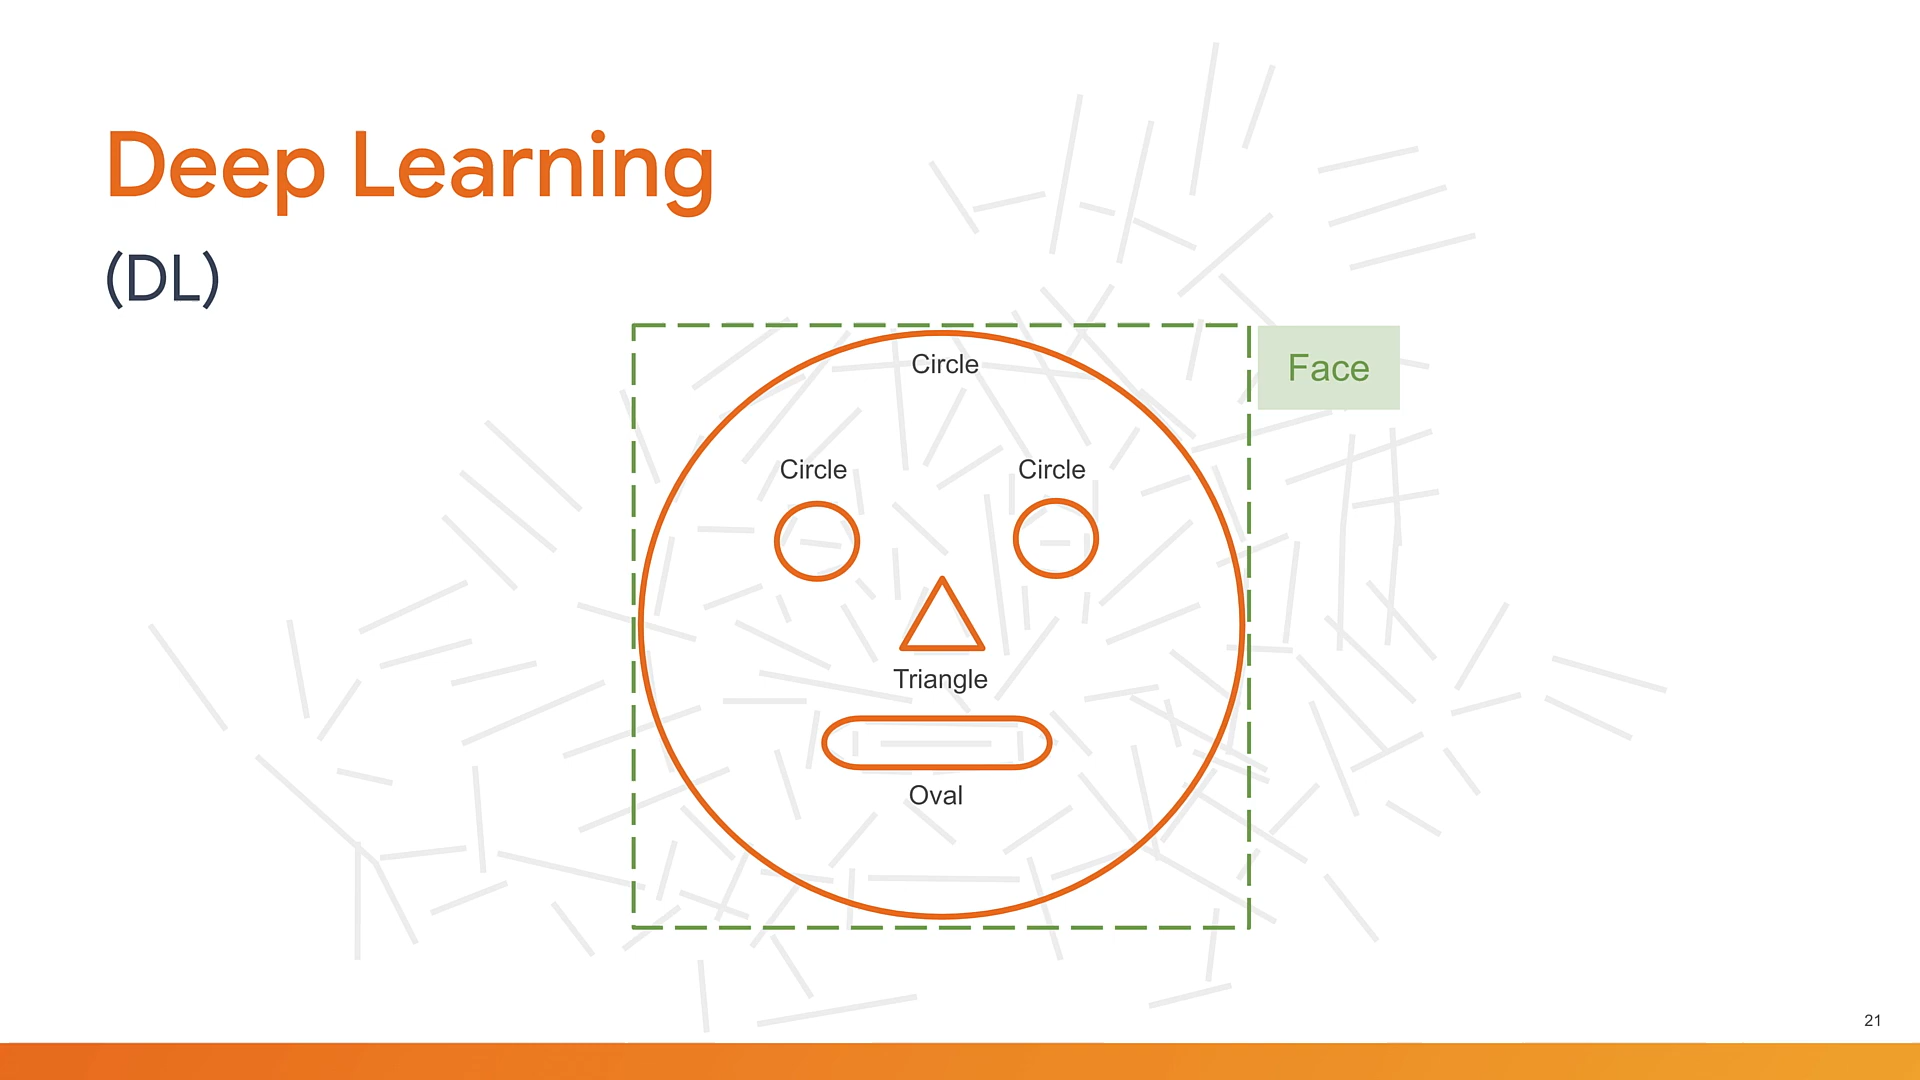 Deep Learning
(DL)
Circle
Face
Circle
Circle
Triangle
Oval
21